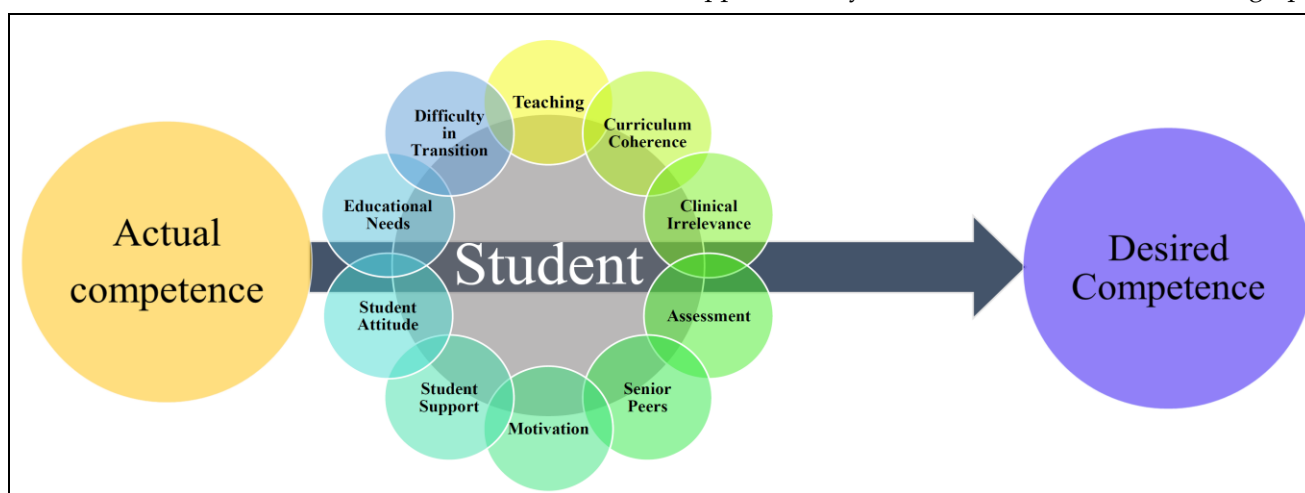 Actual
competence
Teaching
Curriculum
Coherence
Clinical
Irrelevance
Assessment
Senior
Peers
Motivation
Student
Support
Student
Attitude
Educational
Needs
Difficulty
in
Transition
Student
Desired
Competence